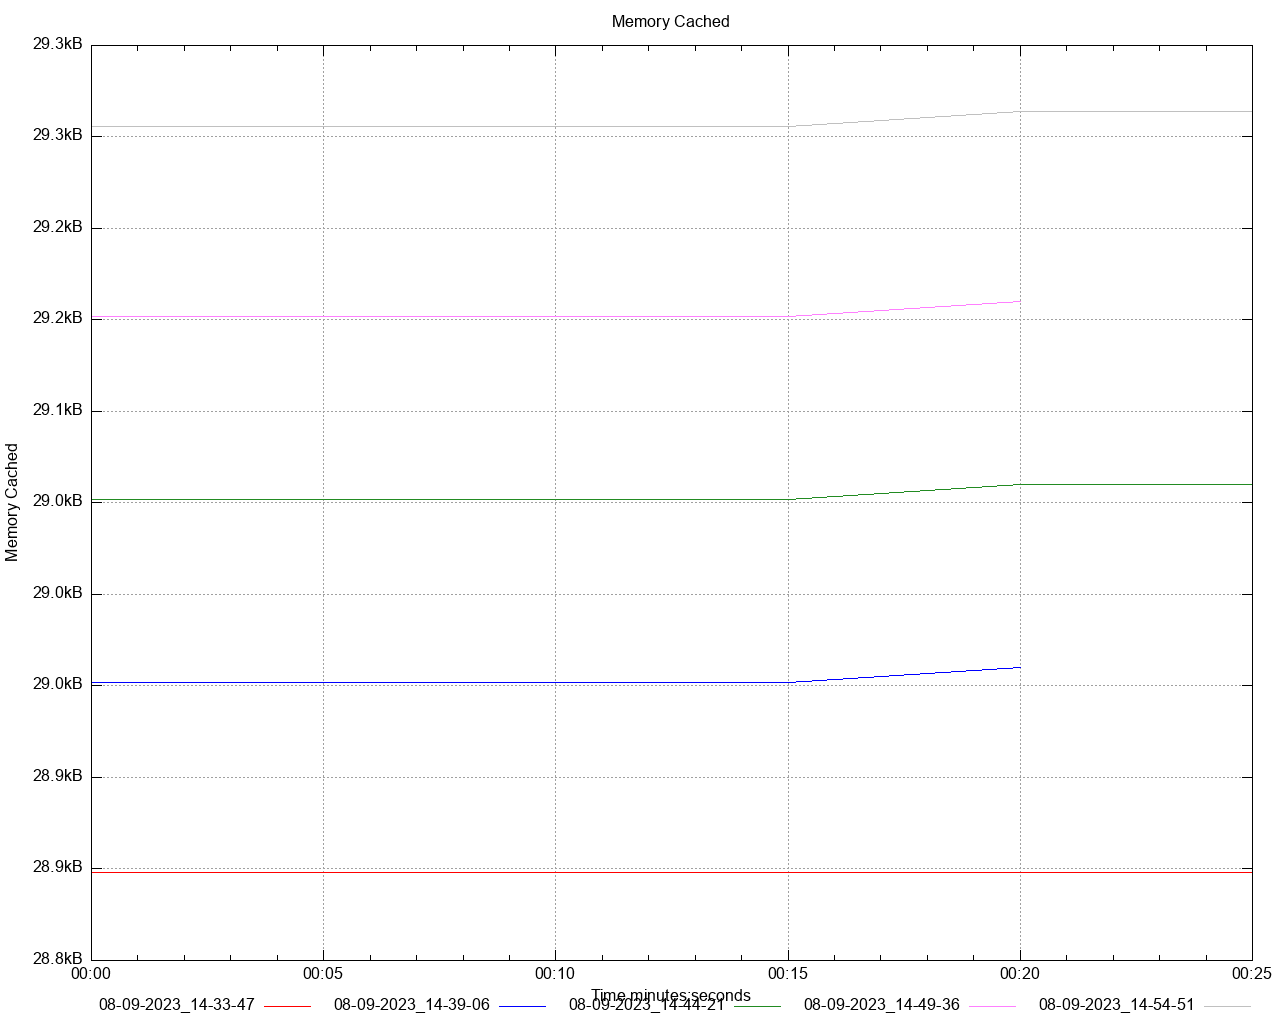 Memory Cached
29.3kB
29.3kB
29.2kB
29.2kB
29.1kB
29.0kB
29.0kB
29.0kB
28.9kB
28.9kB
28.8kB
Memory Cached
00:00 00:05 00:10 00:15 00:20 00:25
Time minutes:seconds
08-09-2023_14-33-47 08-09-2023_14-39-06 08-09-2023_14-44-21 08-09-2023_14-49-36 08-09-2023_14-54-51